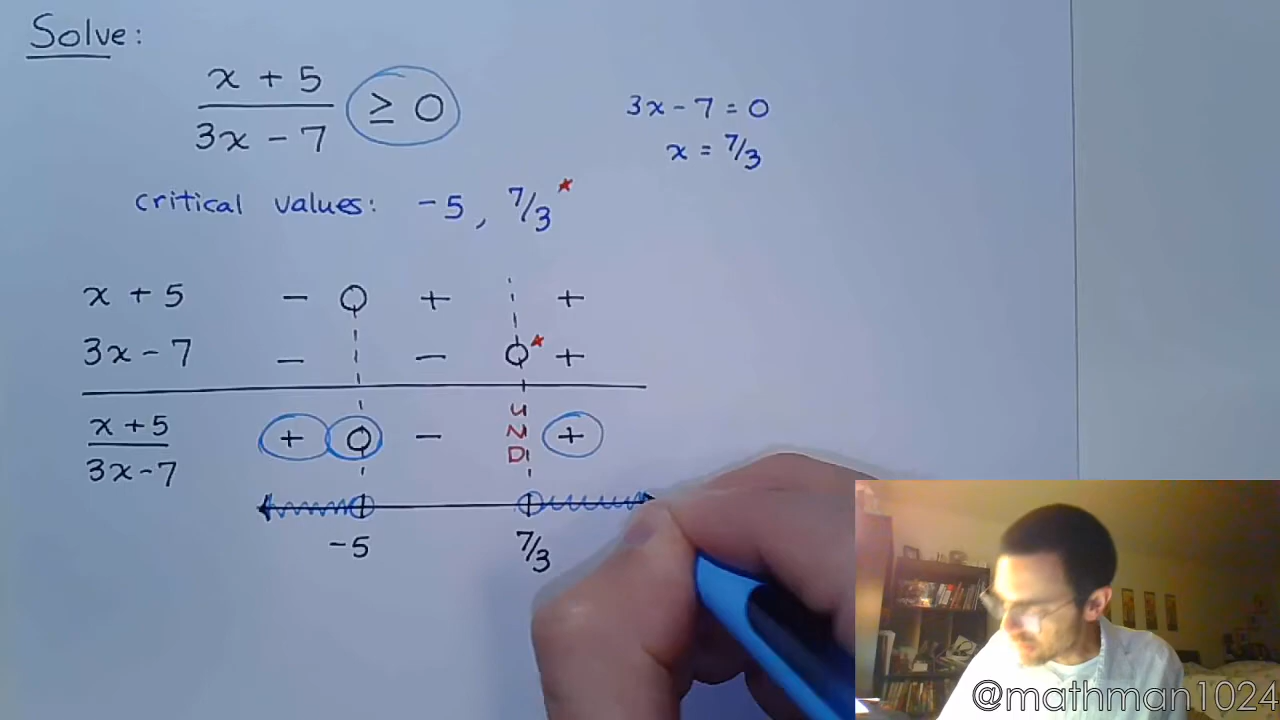 Solve:
x + 5
3x - 7
≥ 0
3x - 7 = 0
x = 7/3
critical values: -5, 7/3*
x + 5 - 0 + +
3x - 7 - - 0* +
x + 5
3x - 7
+ 0 - UND +
-5 7/3
@mathman1024